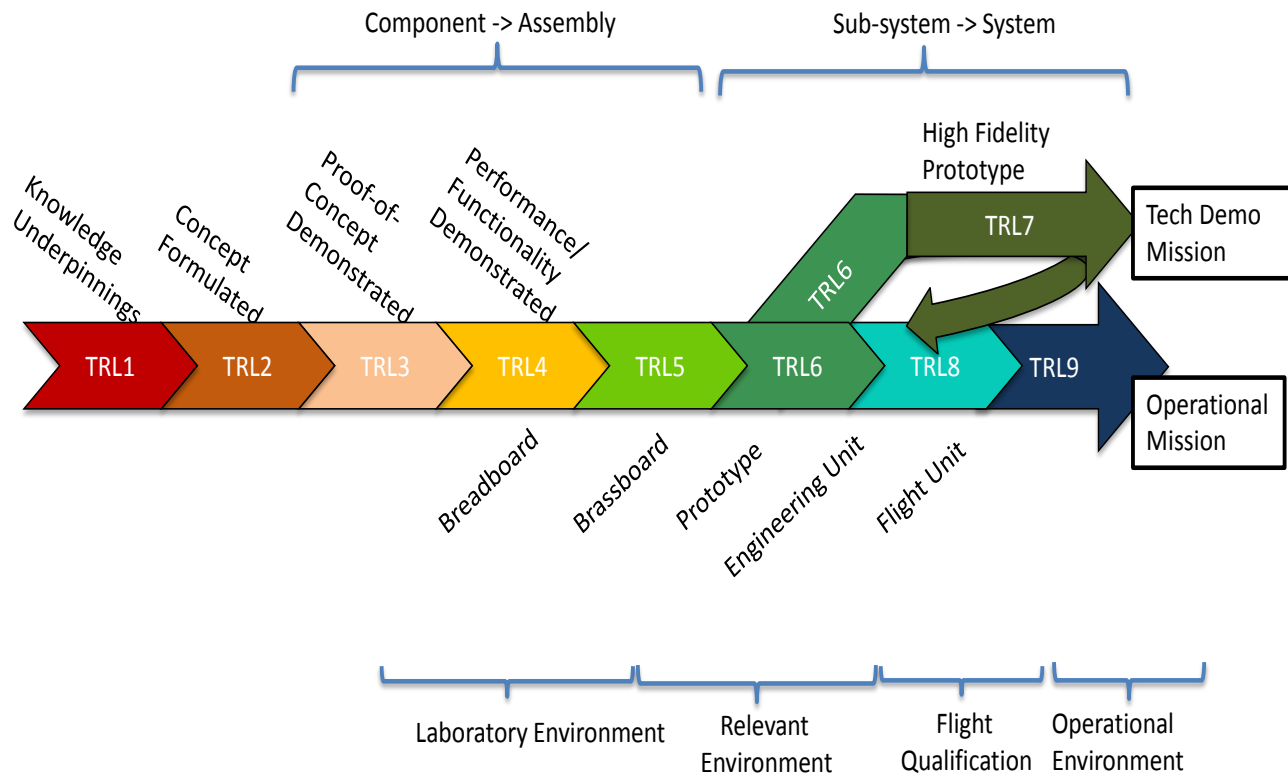 Component -> Assembly
Sub-system -> System
High Fidelity
Prototype
Knowledge
Underpinnings
Concept
Formulated
Proof-of-
Concept
Demonstrated
Performance/
Functionality
Demonstrated
TRL6
TRL7
Tech Demo
Mission
TRL1
TRL2
TRL3
TRL4
TRL5
TRL6
TRL8
TRL9
Operational
Mission
Breadboard
Brassboard
Prototype
Engineering Unit
Flight Unit
Laboratory Environment
Relevant
Environment
Flight
Qualification
Operational
Environment